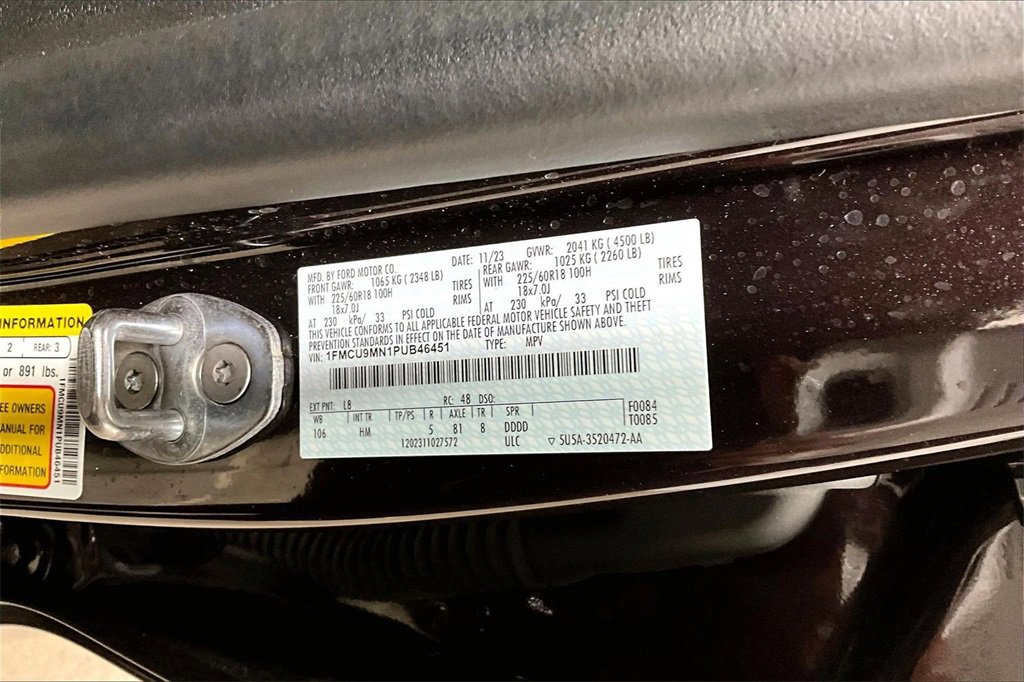 INFORMATION
2 REAR: 3
or 891 lbs.
EE OWNERS
MANUAL FOR
ADDITIONAL
INFORMATION
1FMCU9MN1PUB46451
MFD. BY FORD MOTOR CO. DATE: 11/23 GVWR: 2041 KG ( 4500 LB)
FRONT GAWR: 1065 KG ( 2348 LB) REAR GAWR: 1025 KG ( 2260 LB)
WITH 225/60R18 100H TIRES WITH 225/60R18 100H TIRES
18x7.0J RIMS 18x7.0J RIMS
AT 230 kPa/ 33 PSI COLD AT 230 kPa/ 33 PSI COLD
THIS VEHICLE CONFORMS TO ALL APPLICABLE FEDERAL MOTOR VEHICLE SAFETY AND THEFT
PREVENTION STANDARDS IN EFFECT ON THE DATE OF MANUFACTURE SHOWN ABOVE.
VIN: 1FMCU9MN1PUB46451 TYPE: MPV
EXT PNT: L8 RC: 48 DSO:
WB INT TR TP/PS R AXLE TR SPR F0084
106 HM 5 81 8 DDDD T0085
1202311027572 ULC ▽ 5U5A-3520472-AA